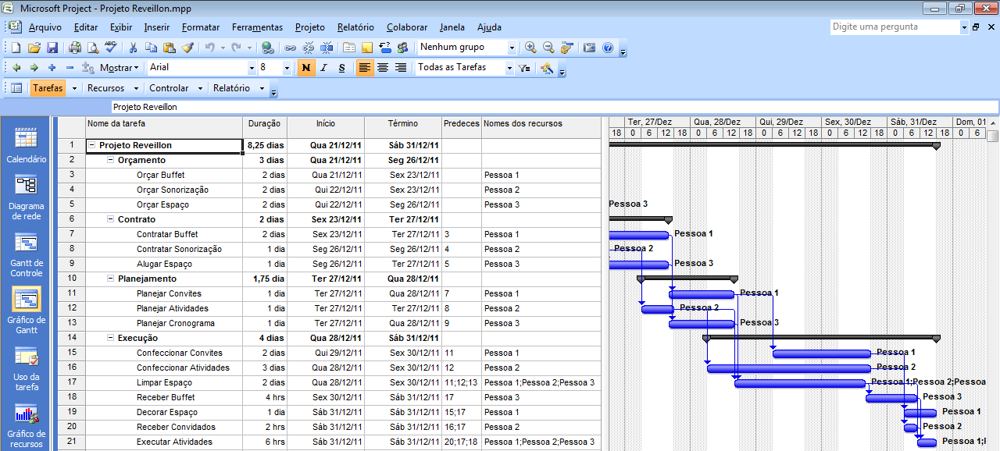 Microsoft Project - Projeto Reveillon.mpp
Arquivo Editar Exibir Inserir Formatar Ferramentas Projeto Relatório Colaborar Janela Ajuda Digite uma pergunta
ABC Nenhum grupo
Mostrar Arial 8 N I S Todas as Tarefas
Tarefas Recursos Controlar Relatório
Projeto Reveillon
Nome da tarefa Duração Início Término Predeces Nomes dos recursos
Ter, 27/Dez Qua, 28/Dez Qui, 29/Dez Sex, 30/Dez Sáb, 31/Dez Dom, 01
18 0 6 12 18 0 6 12 18 0 6 12 18 0 6 12 18 0 6 12 18 0 6
1 Projeto Reveillon 8,25 dias Qua 21/12/11 Sáb 31/12/11
2 Orçamento 3 dias Qua 21/12/11 Seg 26/12/11
3 Orçar Buffet 2 dias Qua 21/12/11 Sex 23/12/11 Pessoa 1
4 Orçar Sonorização 2 dias Qui 22/12/11 Sex 23/12/11 Pessoa 2
5 Orçar Espaço 2 dias Qui 22/12/11 Seg 26/12/11 Pessoa 3 Pessoa 3
6 Contrato 2 dias Sex 23/12/11 Ter 27/12/11
7 Contratar Buffet 2 dias Sex 23/12/11 Ter 27/12/11 3 Pessoa 1 Pessoa 1
8 Contratar Sonorização 1 dia Seg 26/12/11 Seg 26/12/11 4 Pessoa 2 Pessoa 2
9 Alugar Espaço 1 dia Seg 26/12/11 Ter 27/12/11 5 Pessoa 3 Pessoa 3
10 Planejamento 1,75 dias Ter 27/12/11 Qua 28/12/11
11 Planejar Convites 1 dia Ter 27/12/11 Qua 28/12/11 7 Pessoa 1 Pessoa 1
12 Planejar Atividades 1 dia Ter 27/12/11 Ter 27/12/11 8 Pessoa 2 Pessoa 2
13 Planejar Cronograma 1 dia Ter 27/12/11 Qua 28/12/11 9 Pessoa 3 Pessoa 3
14 Execução 4 dias Qua 28/12/11 Sáb 31/12/11
15 Confeccionar Convites 2 dias Qui 29/12/11 Sex 30/12/11 11 Pessoa 1 Pessoa 1
16 Confeccionar Atividades 3 dias Qua 28/12/11 Sex 30/12/11 12 Pessoa 2 Pessoa 2
17 Limpar Espaço 2 dias Qua 28/12/11 Sex 30/12/11 11;12;13 Pessoa 1;Pessoa 2;Pessoa 3 Pessoa 1;Pessoa 2;Pessoa
18 Receber Buffet 4 hrs Sex 30/12/11 Sáb 31/12/11 17 Pessoa 3 Pessoa 3
19 Decorar Espaço 1 dia Sáb 31/12/11 Sáb 31/12/11 15;17 Pessoa 1 Pessoa 1
20 Receber Convidados 2 hrs Sáb 31/12/11 Sáb 31/12/11 16;17 Pessoa 2 Pessoa 2
21 Executar Atividades 6 hrs Sáb 31/12/11 Sáb 31/12/11 20;17;18 Pessoa 1;Pessoa 2;Pessoa 3 Pessoa 1;
Calendário
Diagrama
de rede
Gantt de
Controle
Gráfico de
Gantt
Uso da
tarefa
Gráfico de
recursos